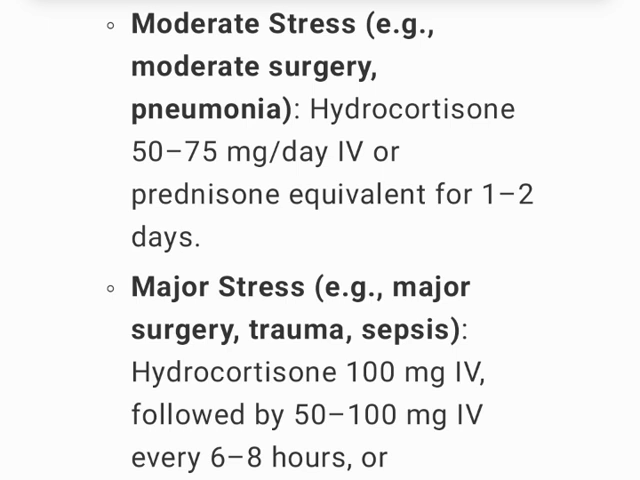 Moderate Stress (e.g.,
moderate surgery,
pneumonia): Hydrocortisone
50–75 mg/day IV or
prednisone equivalent for 1–2
days.
Major Stress (e.g., major
surgery, trauma, sepsis):
Hydrocortisone 100 mg IV,
followed by 50–100 mg IV
every 6–8 hours, or